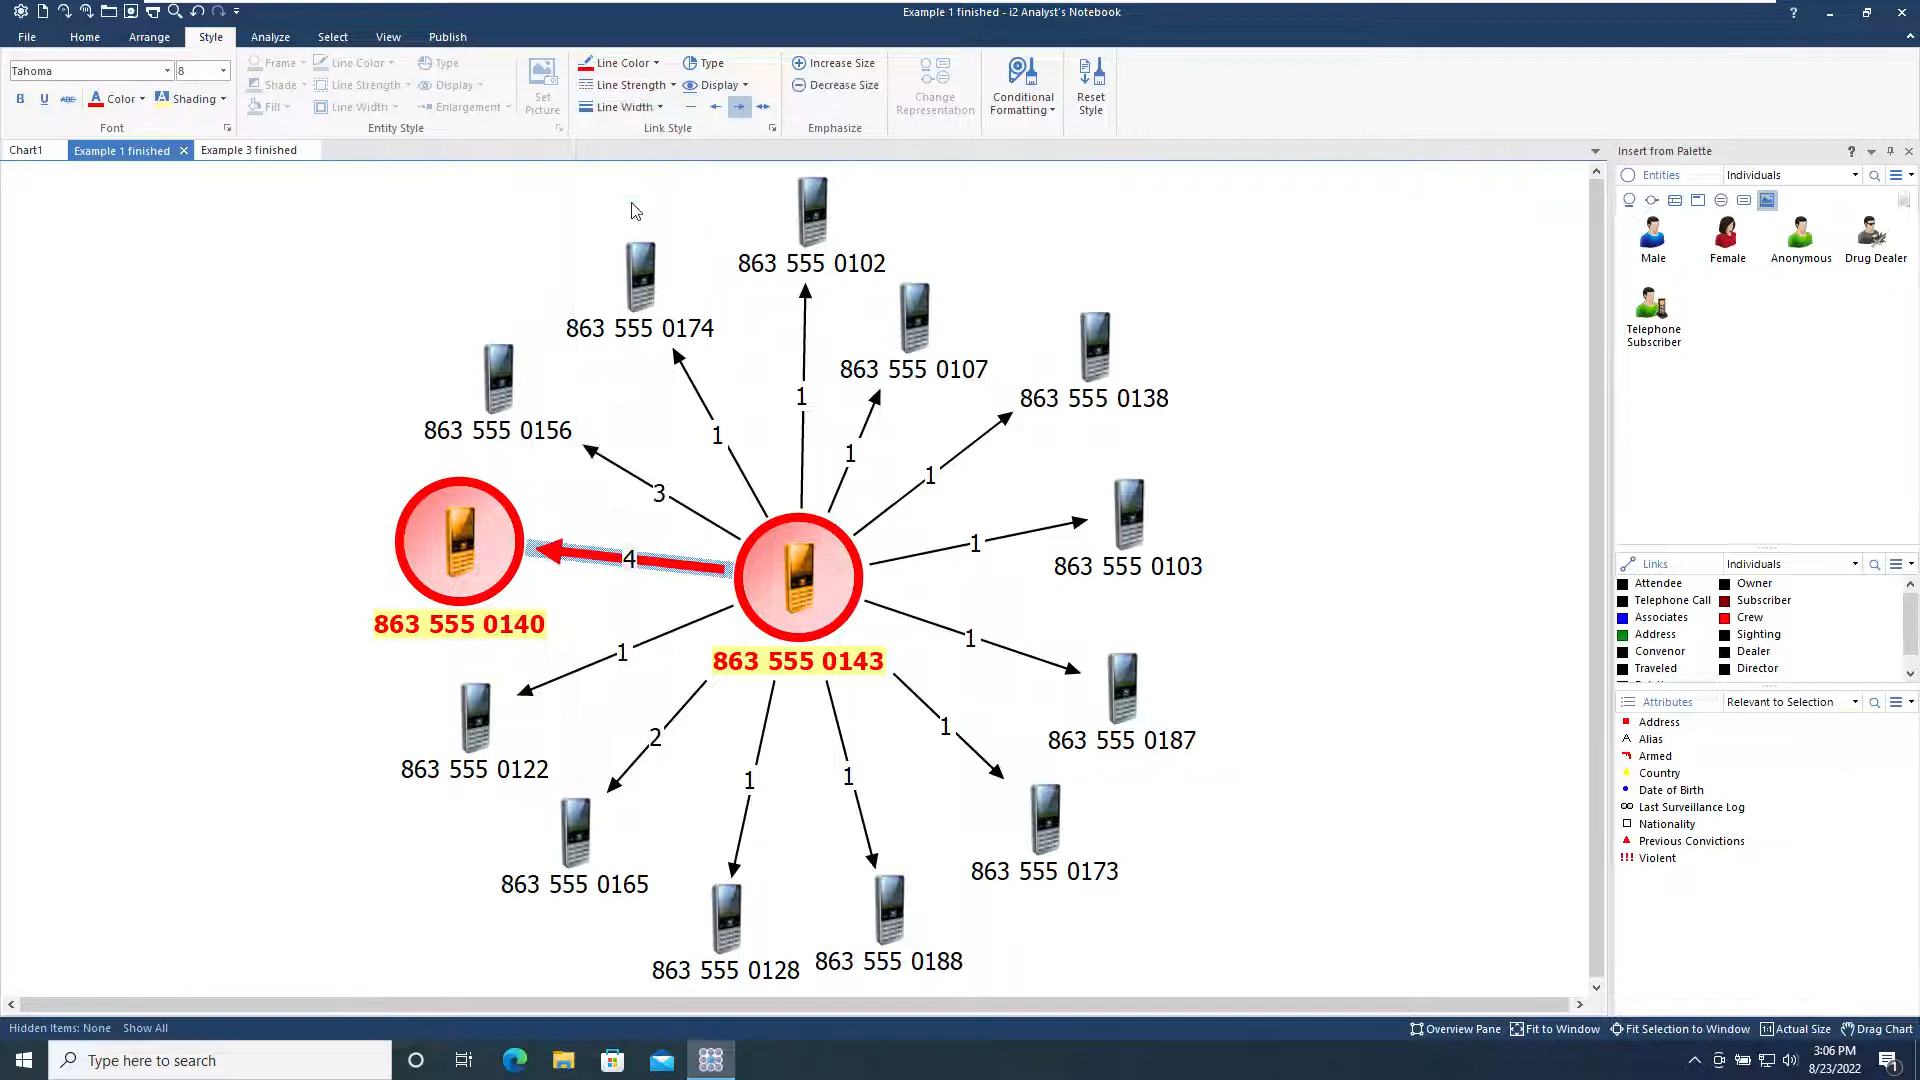 Example 1 finished - i2 Analyst's Notebook
File Home Arrange Style Analyze Select View Publish
Tahoma 8
B U ABC Color Shading
Font
Frame Line Color Type
Shade Line Strength Display
Fill Line Width Enlargement
Set Picture
Entity Style
Line Color Type
Line Strength Display
Line Width
Link Style
Increase Size
Decrease Size
Emphasize
Change Representation
Conditional Formatting
Reset Style
Chart1 Example 1 finished Example 3 finished
863 555 0102
863 555 0174
863 555 0107
863 555 0138
863 555 0156
1
1
1
1
3
1
863 555 0103
4
863 555 0140
1
1
863 555 0143
863 555 0187
1
2
863 555 0122
1
1
863 555 0173
863 555 0165
863 555 0188
863 555 0128
Insert from Palette
Entities Individuals
Male Female Anonymous Drug Dealer
Telephone Subscriber
Links Individuals
Attendee Owner
Telephone Call Subscriber
Associates Crew
Address Sighting
Convenor Dealer
Traveled Director
Attributes Relevant to Selection
Address
Alias
Armed
Country
Date of Birth
Last Surveillance Log
Nationality
Previous Convictions
Violent
Hidden Items: None Show All
Overview Pane Fit to Window Fit Selection to Window Actual Size Drag Chart
Type here to search
3:06 PM
8/23/2022
1